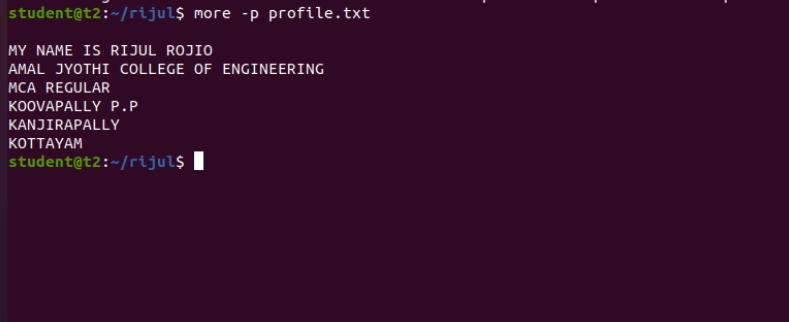 student@t2:~/rijul$ more -p profile.txt
MY NAME IS RIJUL ROJIO
AMAL JYOTHI COLLEGE OF ENGINEERING
MCA REGULAR
KOOVAPALLY P.P
KANJIRAPALLY
KOTTAYAM
student@t2:~/rijul$